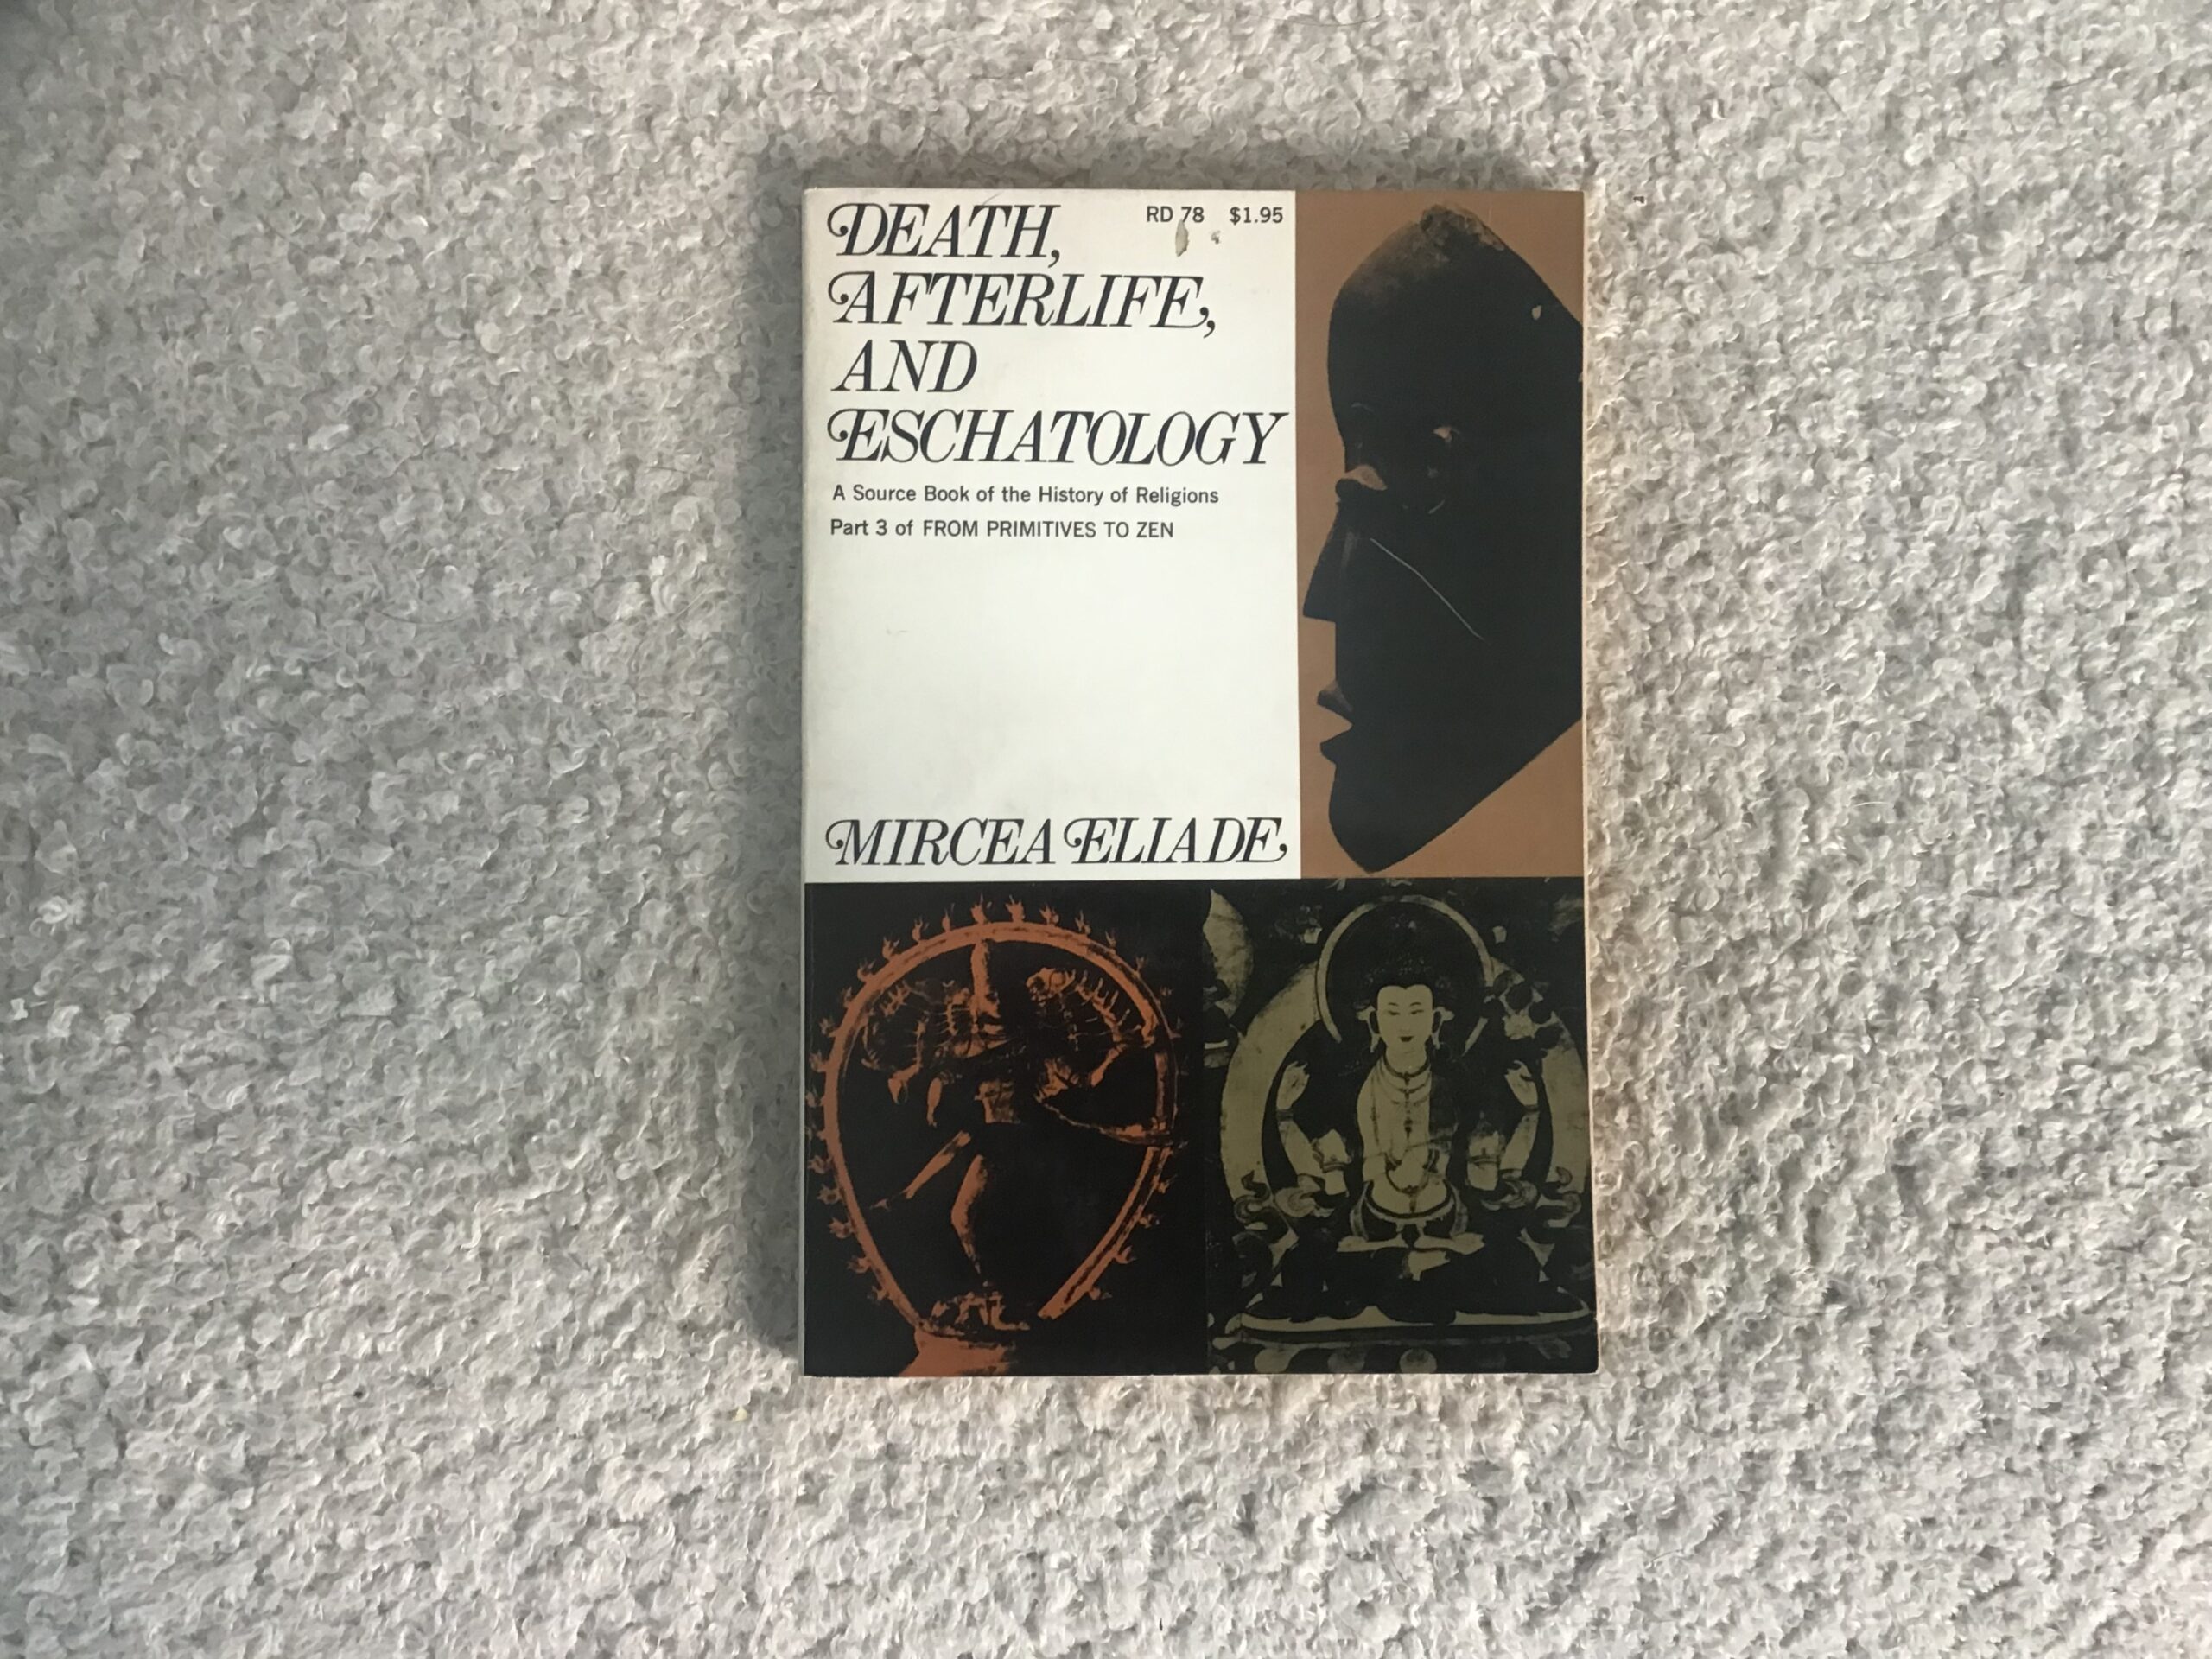 DEATH,
RD 78 $1.95
AFTERLIFE,
AND
ESCHATOLOGY
A Source Book of the History of Religions
Part 3 of FROM PRIMITIVES TO ZEN
MIRCEA ELIADE